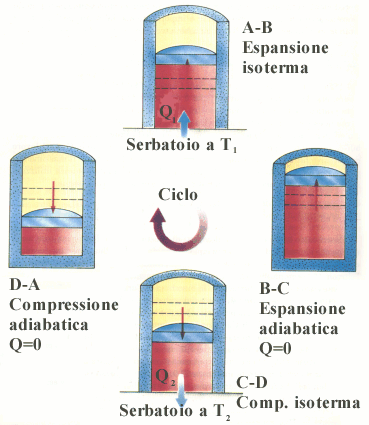 A-B
Espansione
isoterma
Q1
Serbatoio a T1
Ciclo
D-A
Compressione
adiabatica
Q=0
B-C
Espansione
adiabatica
Q=0
Q2
C-D
Comp. isoterma
Serbatoio a T2